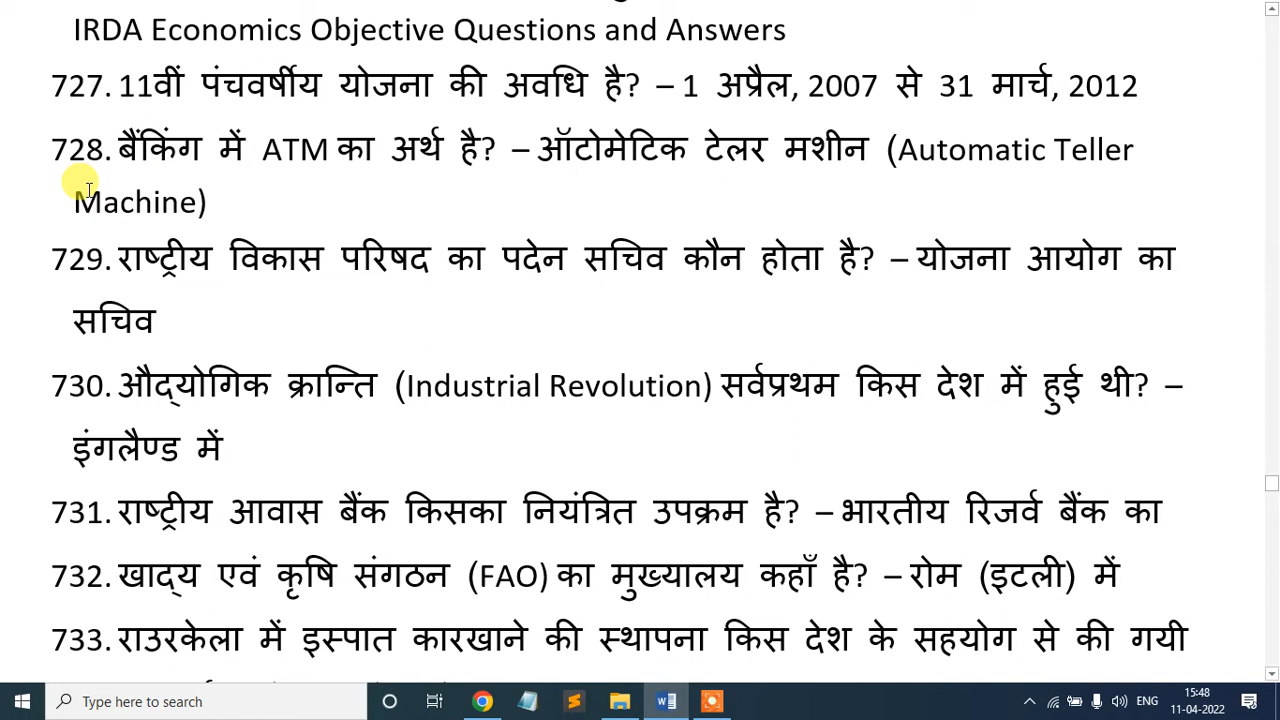 IRDA Economics Objective Questions and Answers
727. 11वीं पंचवर्षीय योजना की अवधि है? – 1 अप्रैल, 2007 से 31 मार्च, 2012
728. बैंकिंग में ATM का अर्थ है? – ऑटोमेटिक टेलर मशीन (Automatic Teller
Machine)
729. राष्ट्रीय विकास परिषद का पदेन सचिव कौन होता है? – योजना आयोग का
सचिव
730. औद्योगिक क्रान्ति (Industrial Revolution) सर्वप्रथम किस देश में हुई थी? –
इंगलैण्ड में
731. राष्ट्रीय आवास बैंक किसका नियंत्रित उपक्रम है? – भारतीय रिजर्व बैंक का
732. खाद्य एवं कृषि संगठन (FAO) का मुख्यालय कहाँ है? – रोम (इटली) में
733. राउरकेला में इस्पात कारखाने की स्थापना किस देश के सहयोग से की गयी
Type here to search
ENG
15:48
11-04-2022